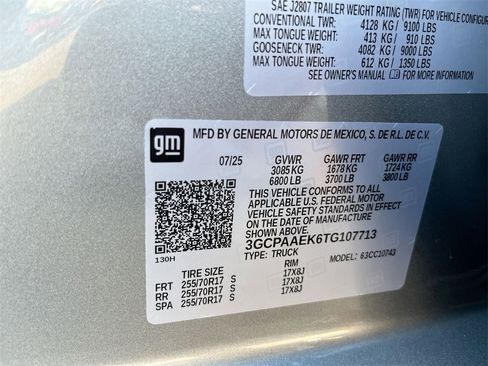 SAE J2807 TRAILER WEIGHT RATING (TWR) FOR VEHICLE CONFIGUR
CONVENTIONAL TWR: 4128 KG / 9100 LBS
MAX TONGUE WEIGHT: 413 KG / 910 LBS
GOOSENECK TWR: 4082 KG / 9000 LBS
MAX TONGUE WEIGHT: 612 KG / 1350 LBS
SEE OWNER'S MANUAL FOR MORE INFORMATION
gm
MFD BY GENERAL MOTORS DE MEXICO, S. DE R.L. DE C.V.
07/25 GVWR GAWR FRT GAWR RR
3085 KG 1678 KG 1724 KG
6800 LB 3700 LB 3800 LB
THIS VEHICLE CONFORMS TO ALL
APPLICABLE U.S. FEDERAL MOTOR
VEHICLE SAFETY STANDARDS IN EFFECT
ON THE DATE OF MANUFACTURE
SHOWN ABOVE.
3GCPAAEK6TG107713
TYPE: TRUCK MODEL: 63CC10743
130H
TIRE SIZE RIM
FRT 255/70R17 S 17X8J
RR 255/70R17 S 17X8J
SPA 255/70R17 S 17X8J